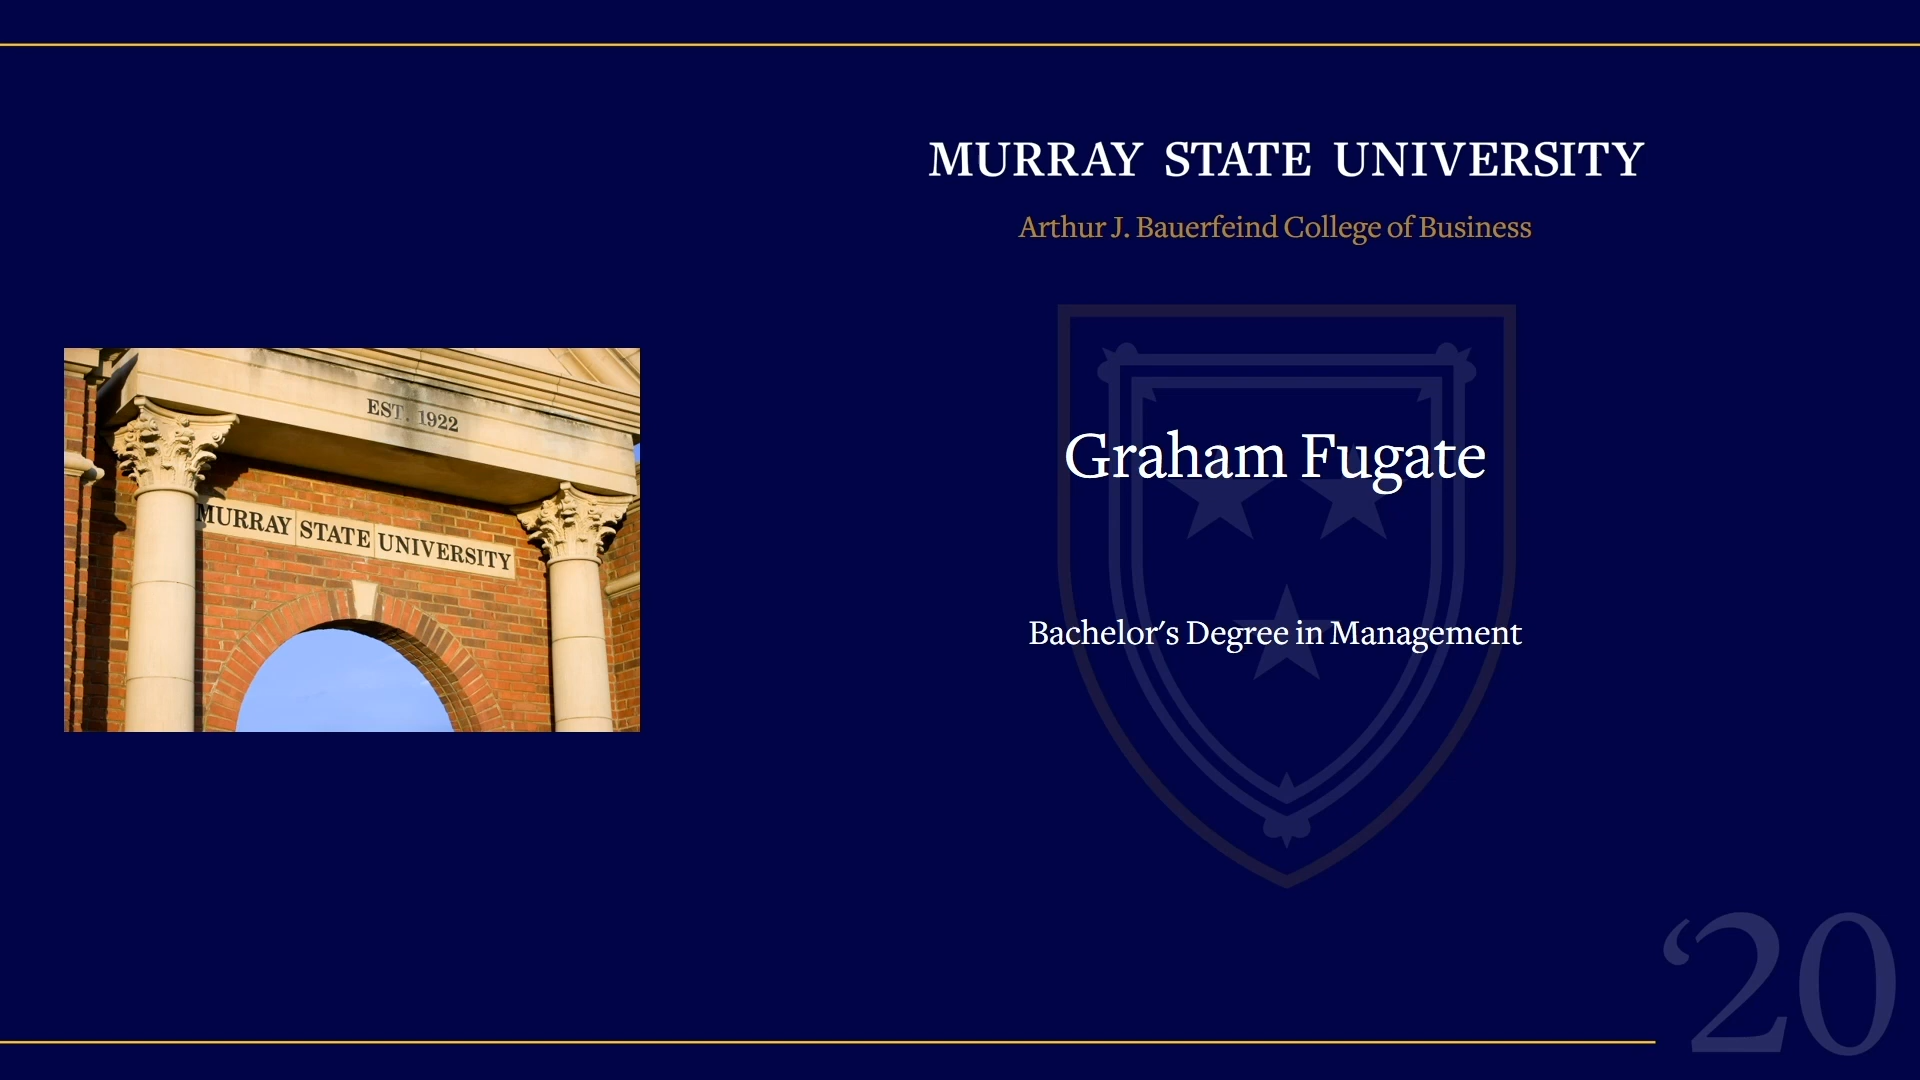 MURRAY STATE UNIVERSITY
Arthur J. Bauerfeind College of Business
EST. 1922
MURRAY STATE UNIVERSITY
Graham Fugate
Bachelor's Degree in Management
‘20